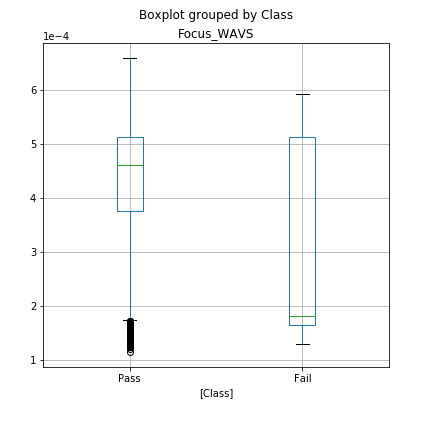 Boxplot grouped by Class
Focus_WAVS
1e−4
6
5
4
3
2
1
Pass Fail
[Class]